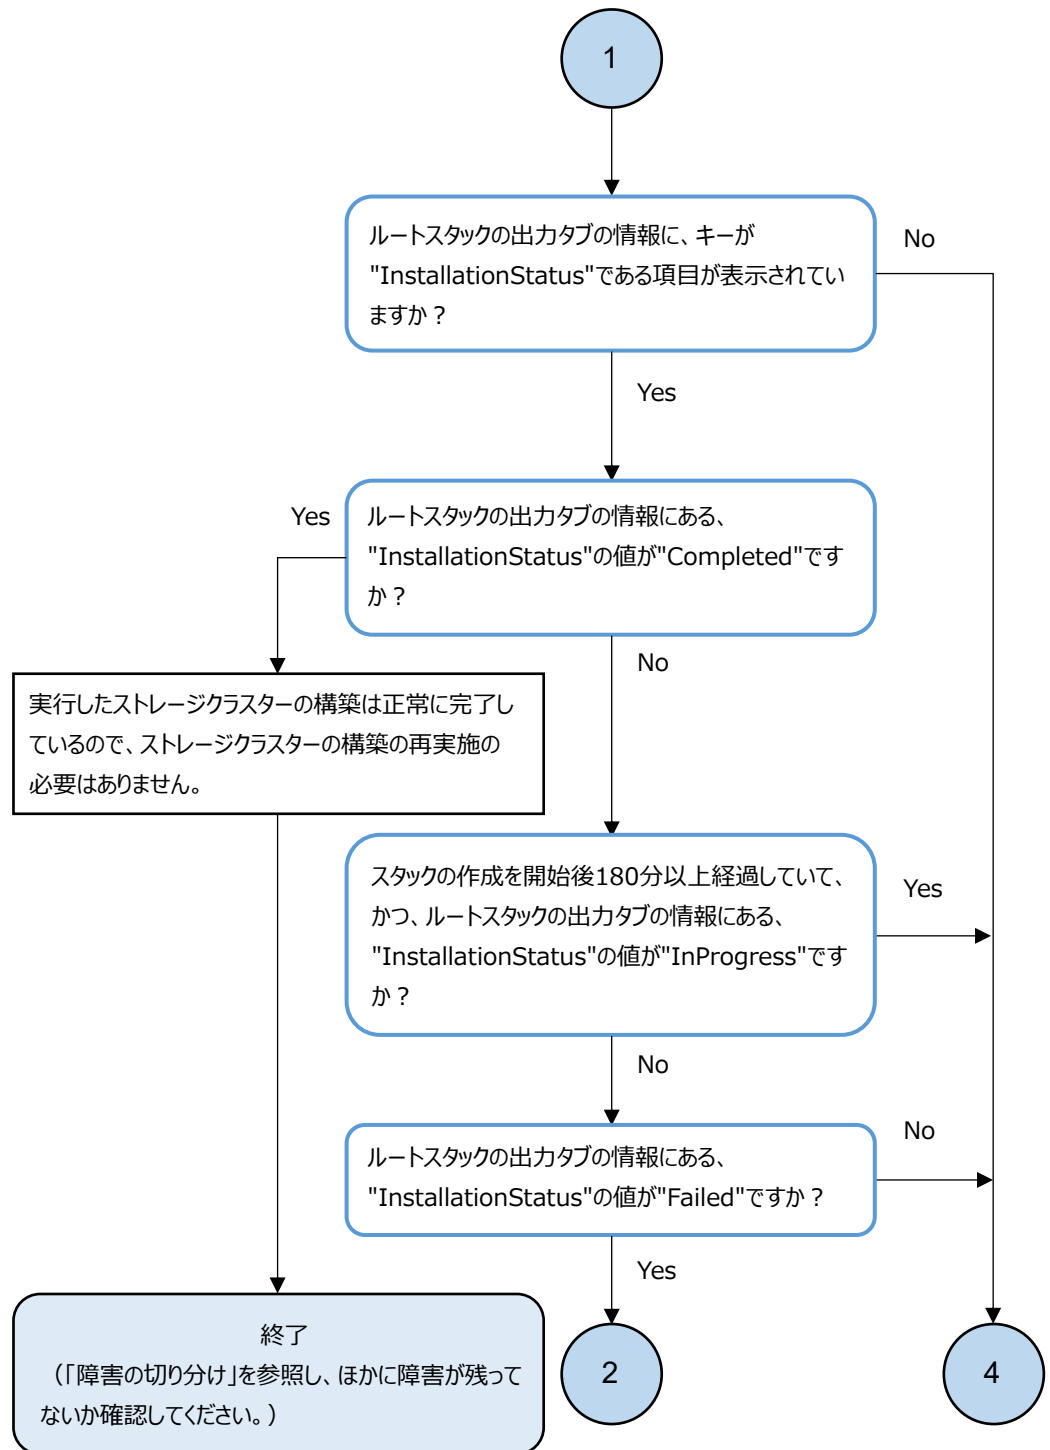 1
ルートスタックの出力タブの情報に、キーが
"InstallationStatus"である項目が表示されてい
ますか？
No
Yes
Yes
ルートスタックの出力タブの情報にある、
"InstallationStatus"の値が"Completed"です
か？
No
実行したストレージクラスターの構築は正常に完了し
ているので、ストレージクラスターの構築の再実施の
必要はありません。
スタックの作成を開始後180分以上経過していて、
かつ、ルートスタックの出力タブの情報にある、
"InstallationStatus"の値が"InProgress"です
か？
Yes
No
ルートスタックの出力タブの情報にある、
"InstallationStatus"の値が"Failed"ですか？
No
Yes
終了
（「障害の切り分け」を参照し、ほかに障害が残って
ないか確認してください。）
2
4